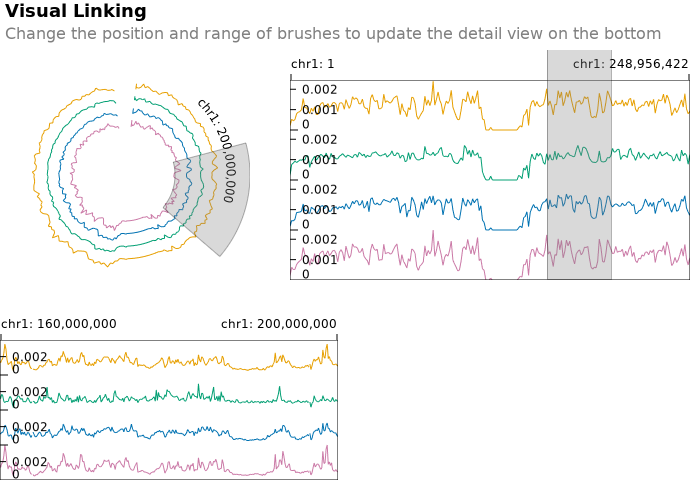 Visual Linking
Change the position and range of brushes to update the detail view on the bottom
chr1: 1
chr1: 248,956,422
0.002
0.001
0
0.002
0.001
0
0.002
0.001
0
0.002
0.001
0
chr1: 200,000,000
chr1: 160,000,000
chr1: 200,000,000
0.002
0
0.002
0
0.002
0
0.002
0